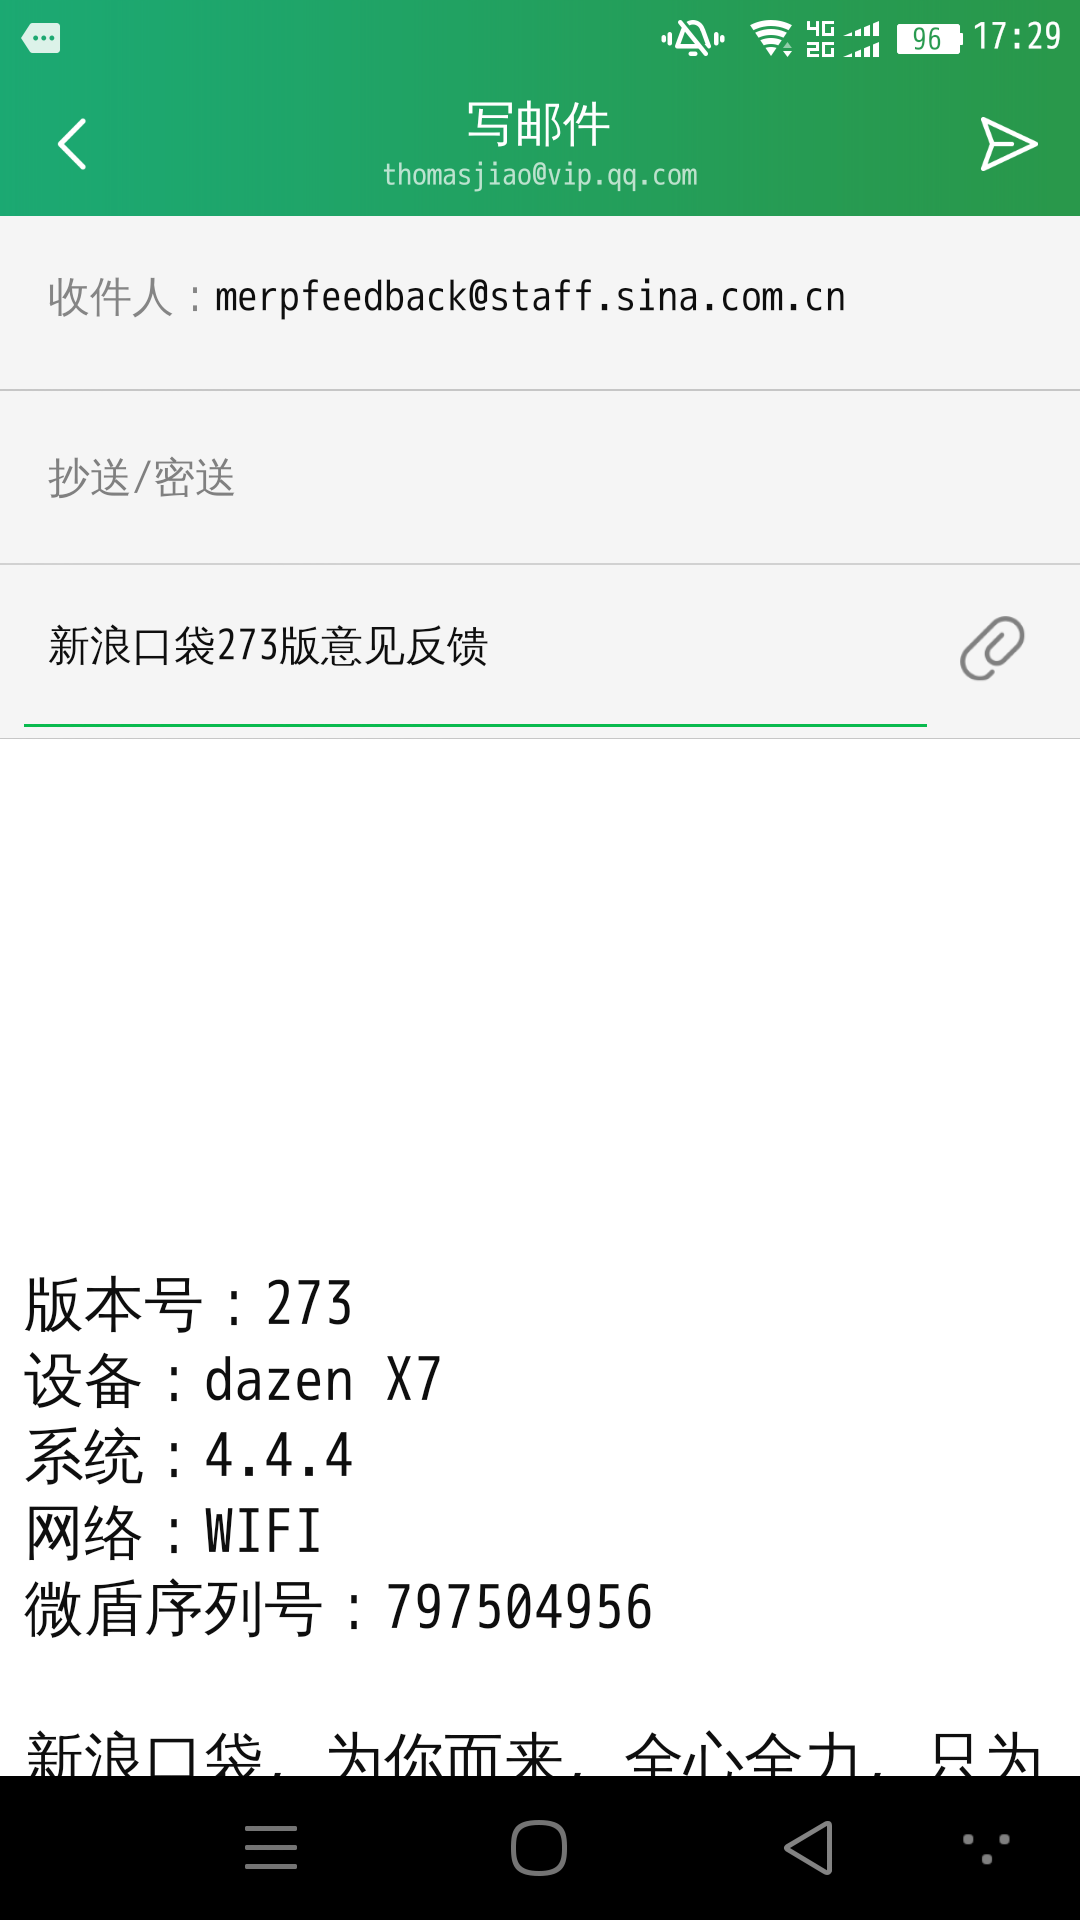 4G
2G
96
17:29
写邮件
thomasjiao@vip.qq.com
收件人：merpfeedback@staff.sina.com.cn
抄送/密送
新浪口袋273版意见反馈
版本号：273
设备：dazen X7
系统：4.4.4
网络：WIFI
微盾序列号：797504956
新浪口袋，为你而来，全心全力，只为